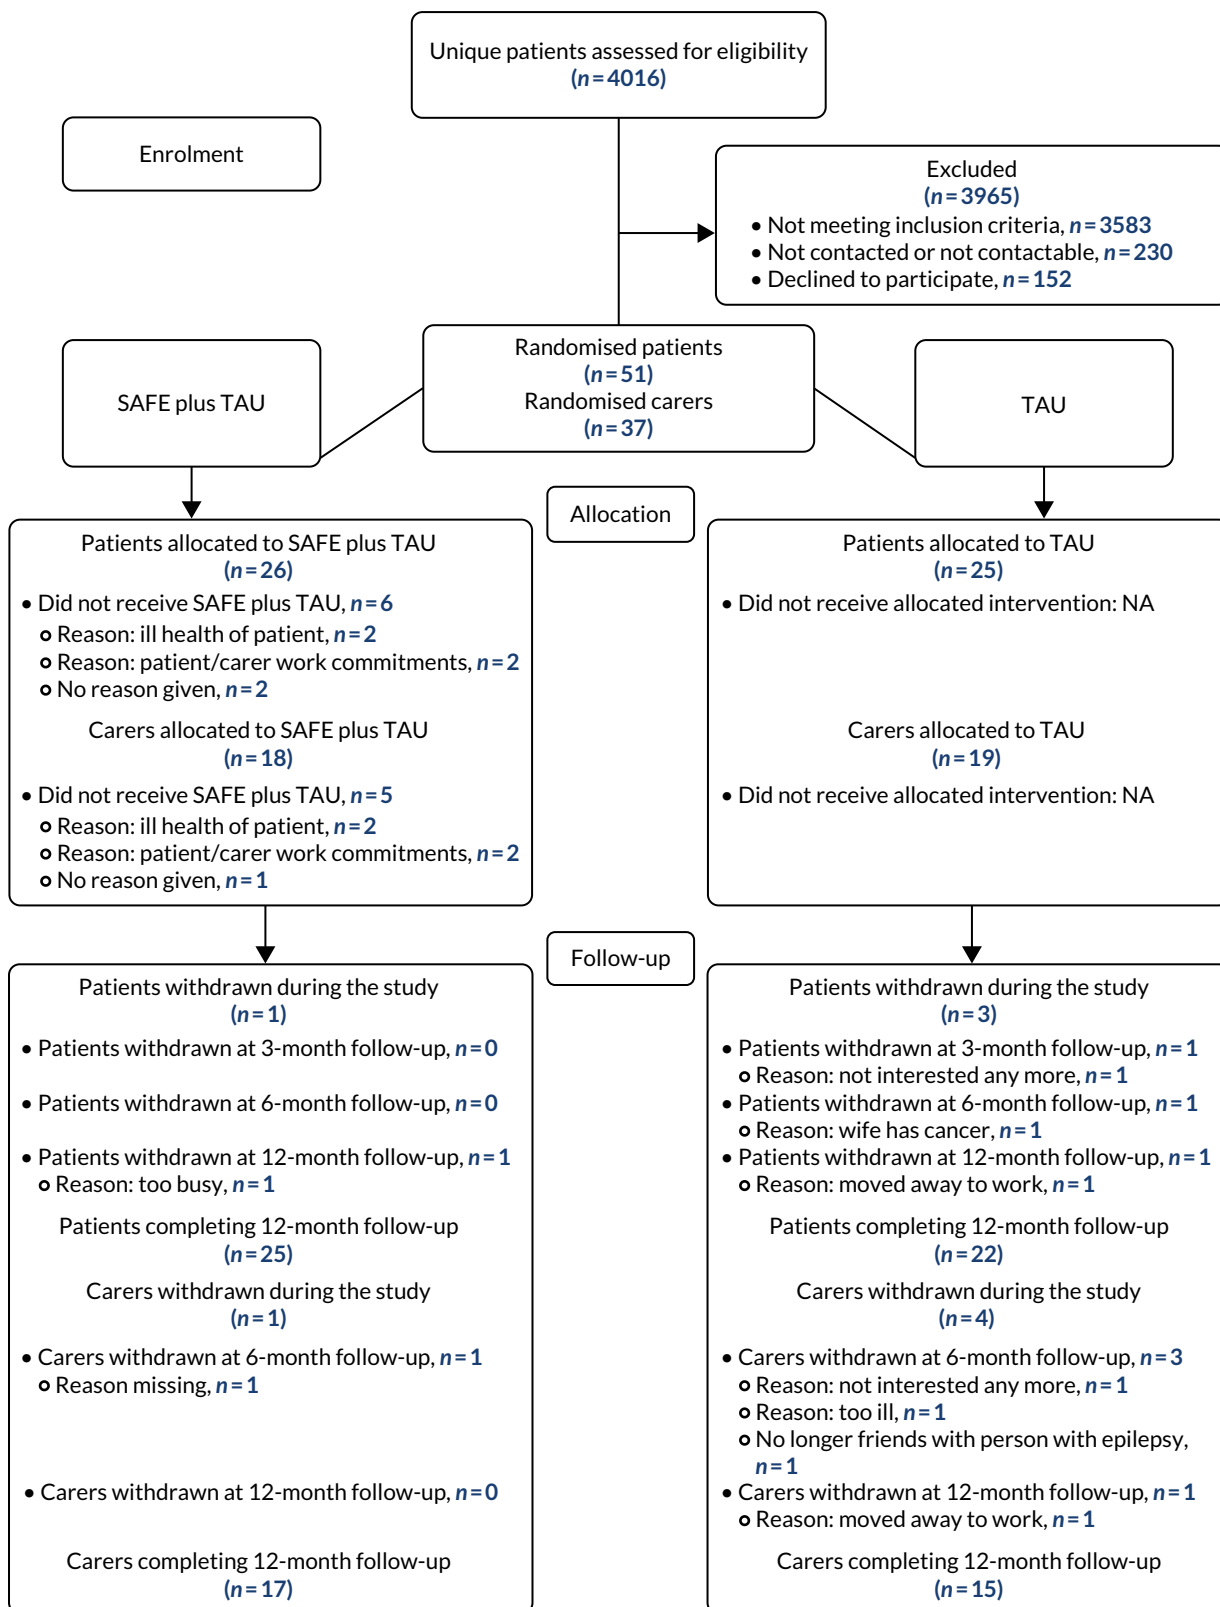 Unique patients assessed for eligibility
(n=4016)
Enrolment
Excluded
(n=3965)
• Not meeting inclusion criteria, n=3583
• Not contacted or not contactable, n=230
• Declined to participate, n=152
Randomised patients
(n=51)
Randomised carers
(n=37)
SAFE plus TAU
TAU
Allocation
Patients allocated to SAFE plus TAU
(n=26)
• Did not receive SAFE plus TAU, n=6
Reason: ill health of patient, n=2
Reason: patient/carer work commitments, n=2
No reason given, n=2
Carers allocated to SAFE plus TAU
(n=18)
• Did not receive SAFE plus TAU, n=5
Reason: ill health of patient, n=2
Reason: patient/carer work commitments, n=2
No reason given, n=1
Patients allocated to TAU
(n=25)
• Did not receive allocated intervention: NA
Carers allocated to TAU
(n=19)
• Did not receive allocated intervention: NA
Follow-up
Patients withdrawn during the study
(n=1)
• Patients withdrawn at 3-month follow-up, n=0
• Patients withdrawn at 6-month follow-up, n=0
• Patients withdrawn at 12-month follow-up, n=1
Reason: too busy, n=1
Patients completing 12-month follow-up
(n=25)
Carers withdrawn during the study
(n=1)
• Carers withdrawn at 6-month follow-up, n=1
Reason missing, n=1
• Carers withdrawn at 12-month follow-up, n=0
Carers completing 12-month follow-up
(n=17)
Patients withdrawn during the study
(n=3)
• Patients withdrawn at 3-month follow-up, n=1
Reason: not interested any more, n=1
• Patients withdrawn at 6-month follow-up, n=1
Reason: wife has cancer, n=1
• Patients withdrawn at 12-month follow-up, n=1
Reason: moved away to work, n=1
Patients completing 12-month follow-up
(n=22)
Carers withdrawn during the study
(n=4)
• Carers withdrawn at 6-month follow-up, n=3
Reason: not interested any more, n=1
Reason: too ill, n=1
No longer friends with person with epilepsy,
n=1
• Carers withdrawn at 12-month follow-up, n=1
Reason: moved away to work, n=1
Carers completing 12-month follow-up
(n=15)